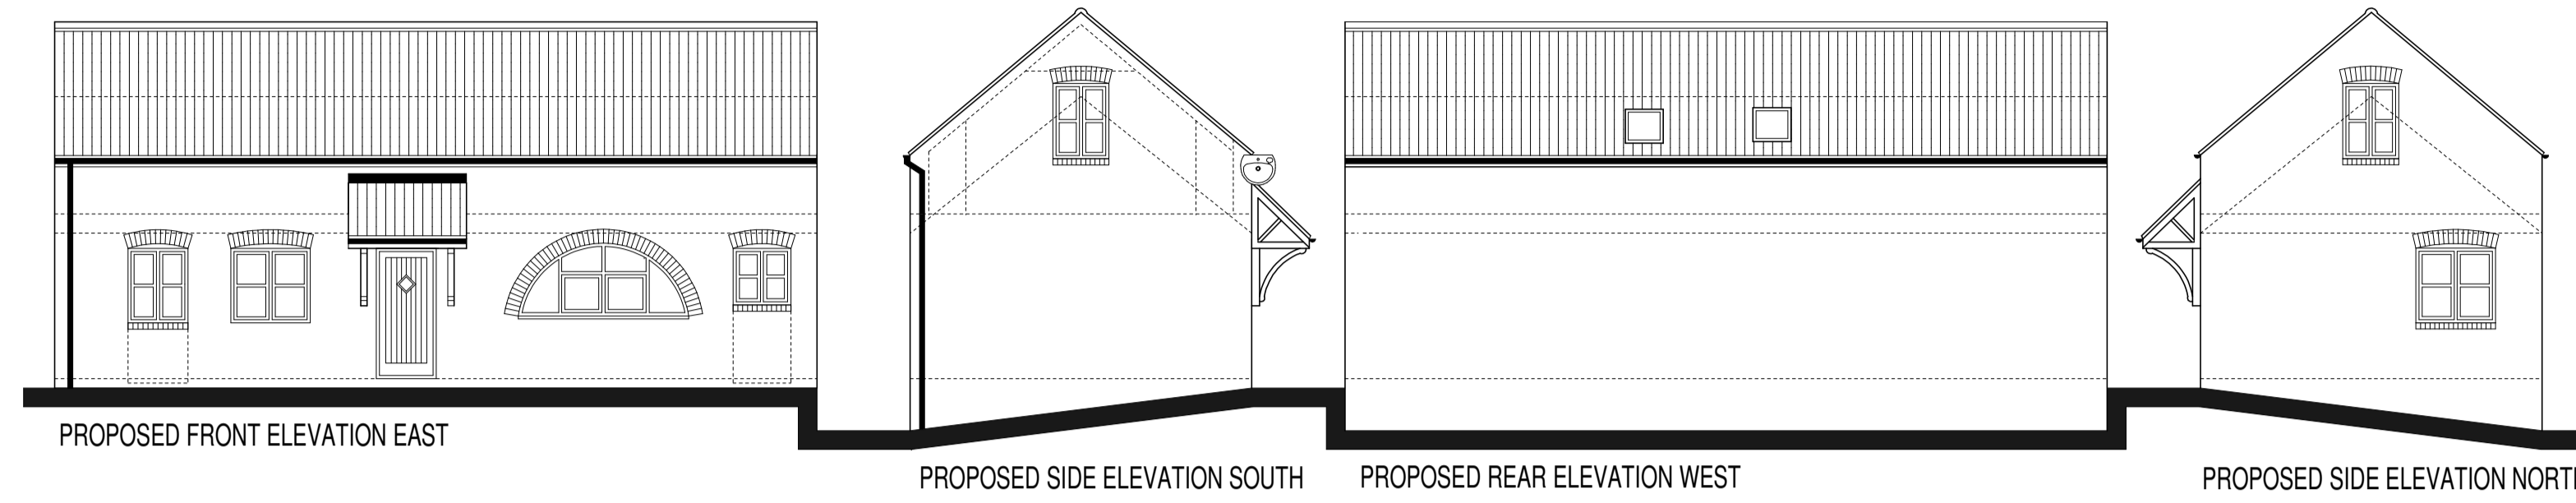 PROPOSED FRONT ELEVATION EAST
PROPOSED SIDE ELEVATION SOUTH
PROPOSED REAR ELEVATION WEST
PROPOSED SIDE ELEVATION NORT